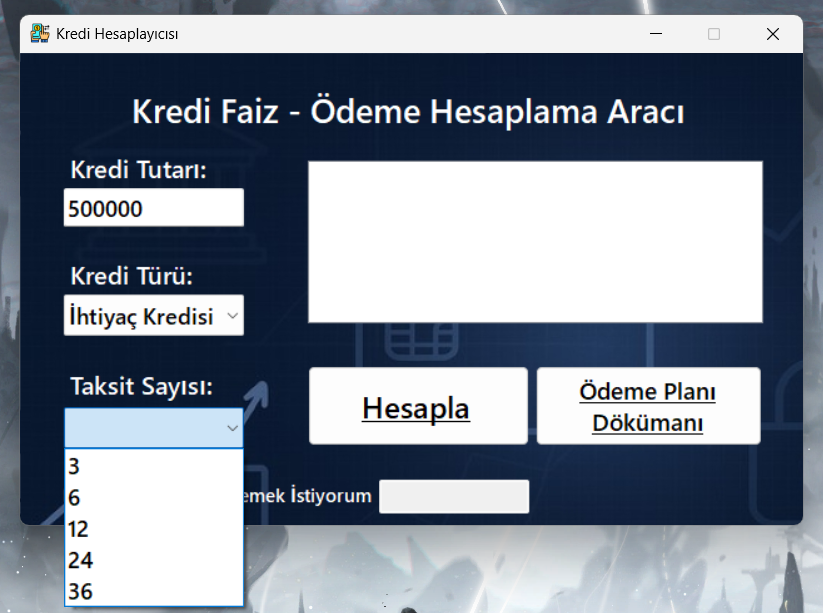 Kredi Hesaplayıcısı
Kredi Faiz - Ödeme Hesaplama Aracı
Kredi Tutarı:
500000
Kredi Türü:
İhtiyaç Kredisi
Taksit Sayısı:
Hesapla
Ödeme Planı
Dökümanı
3
6
12
24
36
İstiyorum